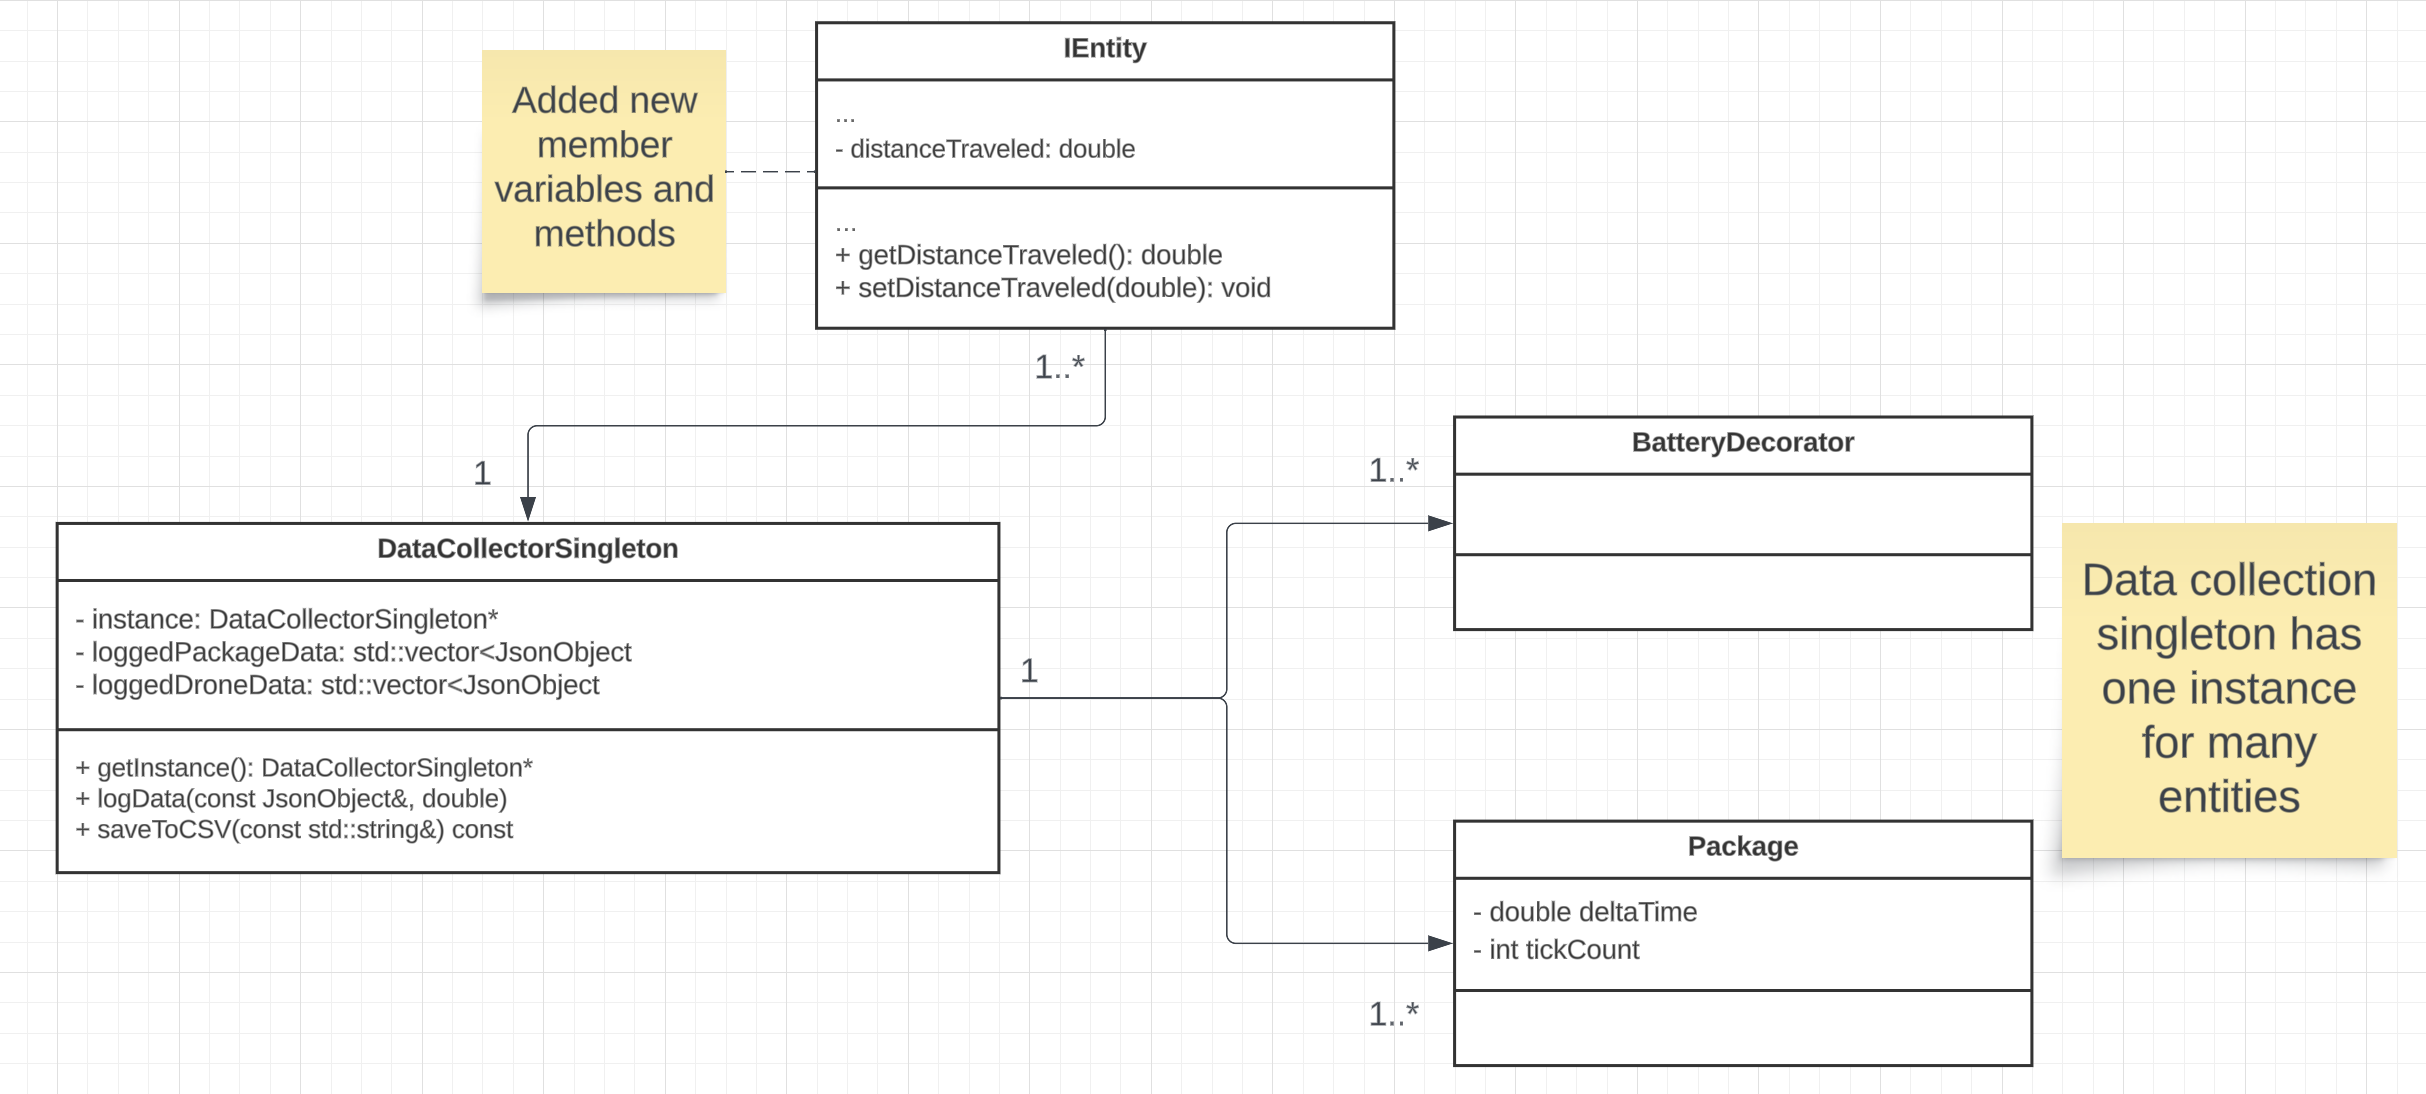 Added new
member
variables and
methods
IEntity
...
- distanceTraveled: double
...
+ getDistanceTraveled(): double
+ setDistanceTraveled(double): void
1..*
1
DataCollectorSingleton
- instance: DataCollectorSingleton*
- loggedPackageData: std::vector<JsonObject
- loggedDroneData: std::vector<JsonObject
+ getInstance(): DataCollectorSingleton*
+ logData(const JsonObject&, double)
+ saveToCSV(const std::string&) const
1
1..*
BatteryDecorator
1..*
Package
- double deltaTime
- int tickCount
Data collection
singleton has
one instance
for many
entities